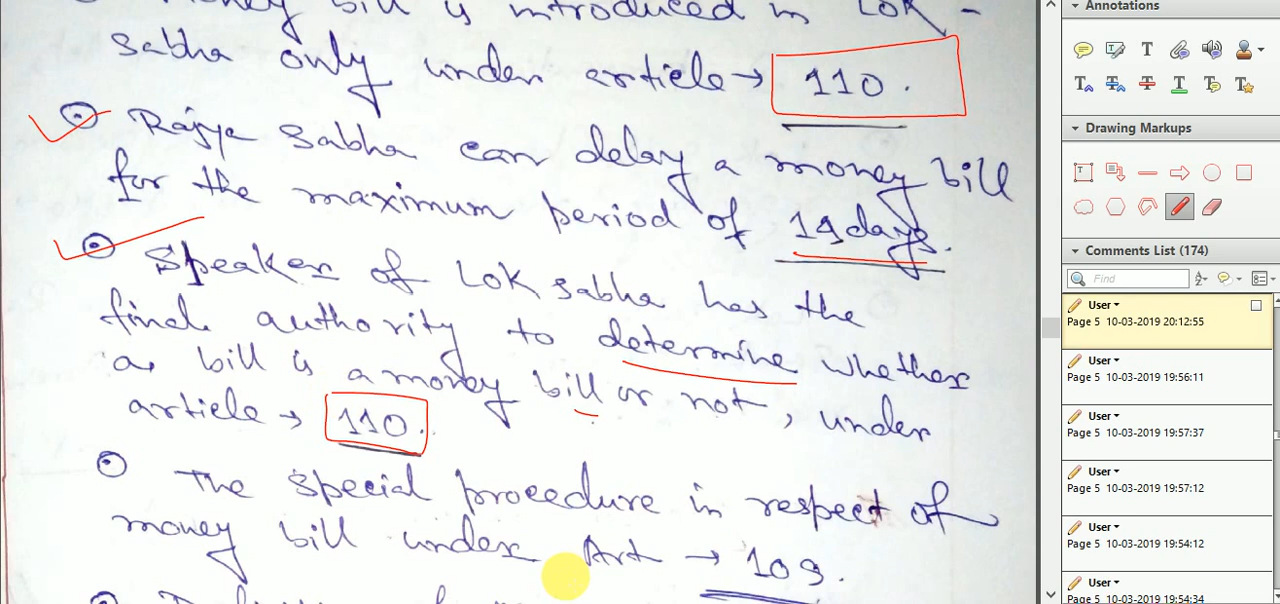 money bill is introduced in LOK -
Sabha only under article → 110.
Rajya Sabha can delay a money bill
for the maximum period of 14 days.
Speaker of LOK Sabha has the
final authority to determine whether
a bill is a money bill or not, under
article → 110.
The special procedure in respect of
money bill under Art → 109.
Annotations
T
T T T T T T
Drawing Markups
T
Comments List (174)
Find
User
Page 5 10-03-2019 20:12:55
User
Page 5 10-03-2019 19:56:11
User
Page 5 10-03-2019 19:57:37
User
Page 5 10-03-2019 19:57:12
User
Page 5 10-03-2019 19:54:12
User
Page 5 10-03-2019 19:54:34